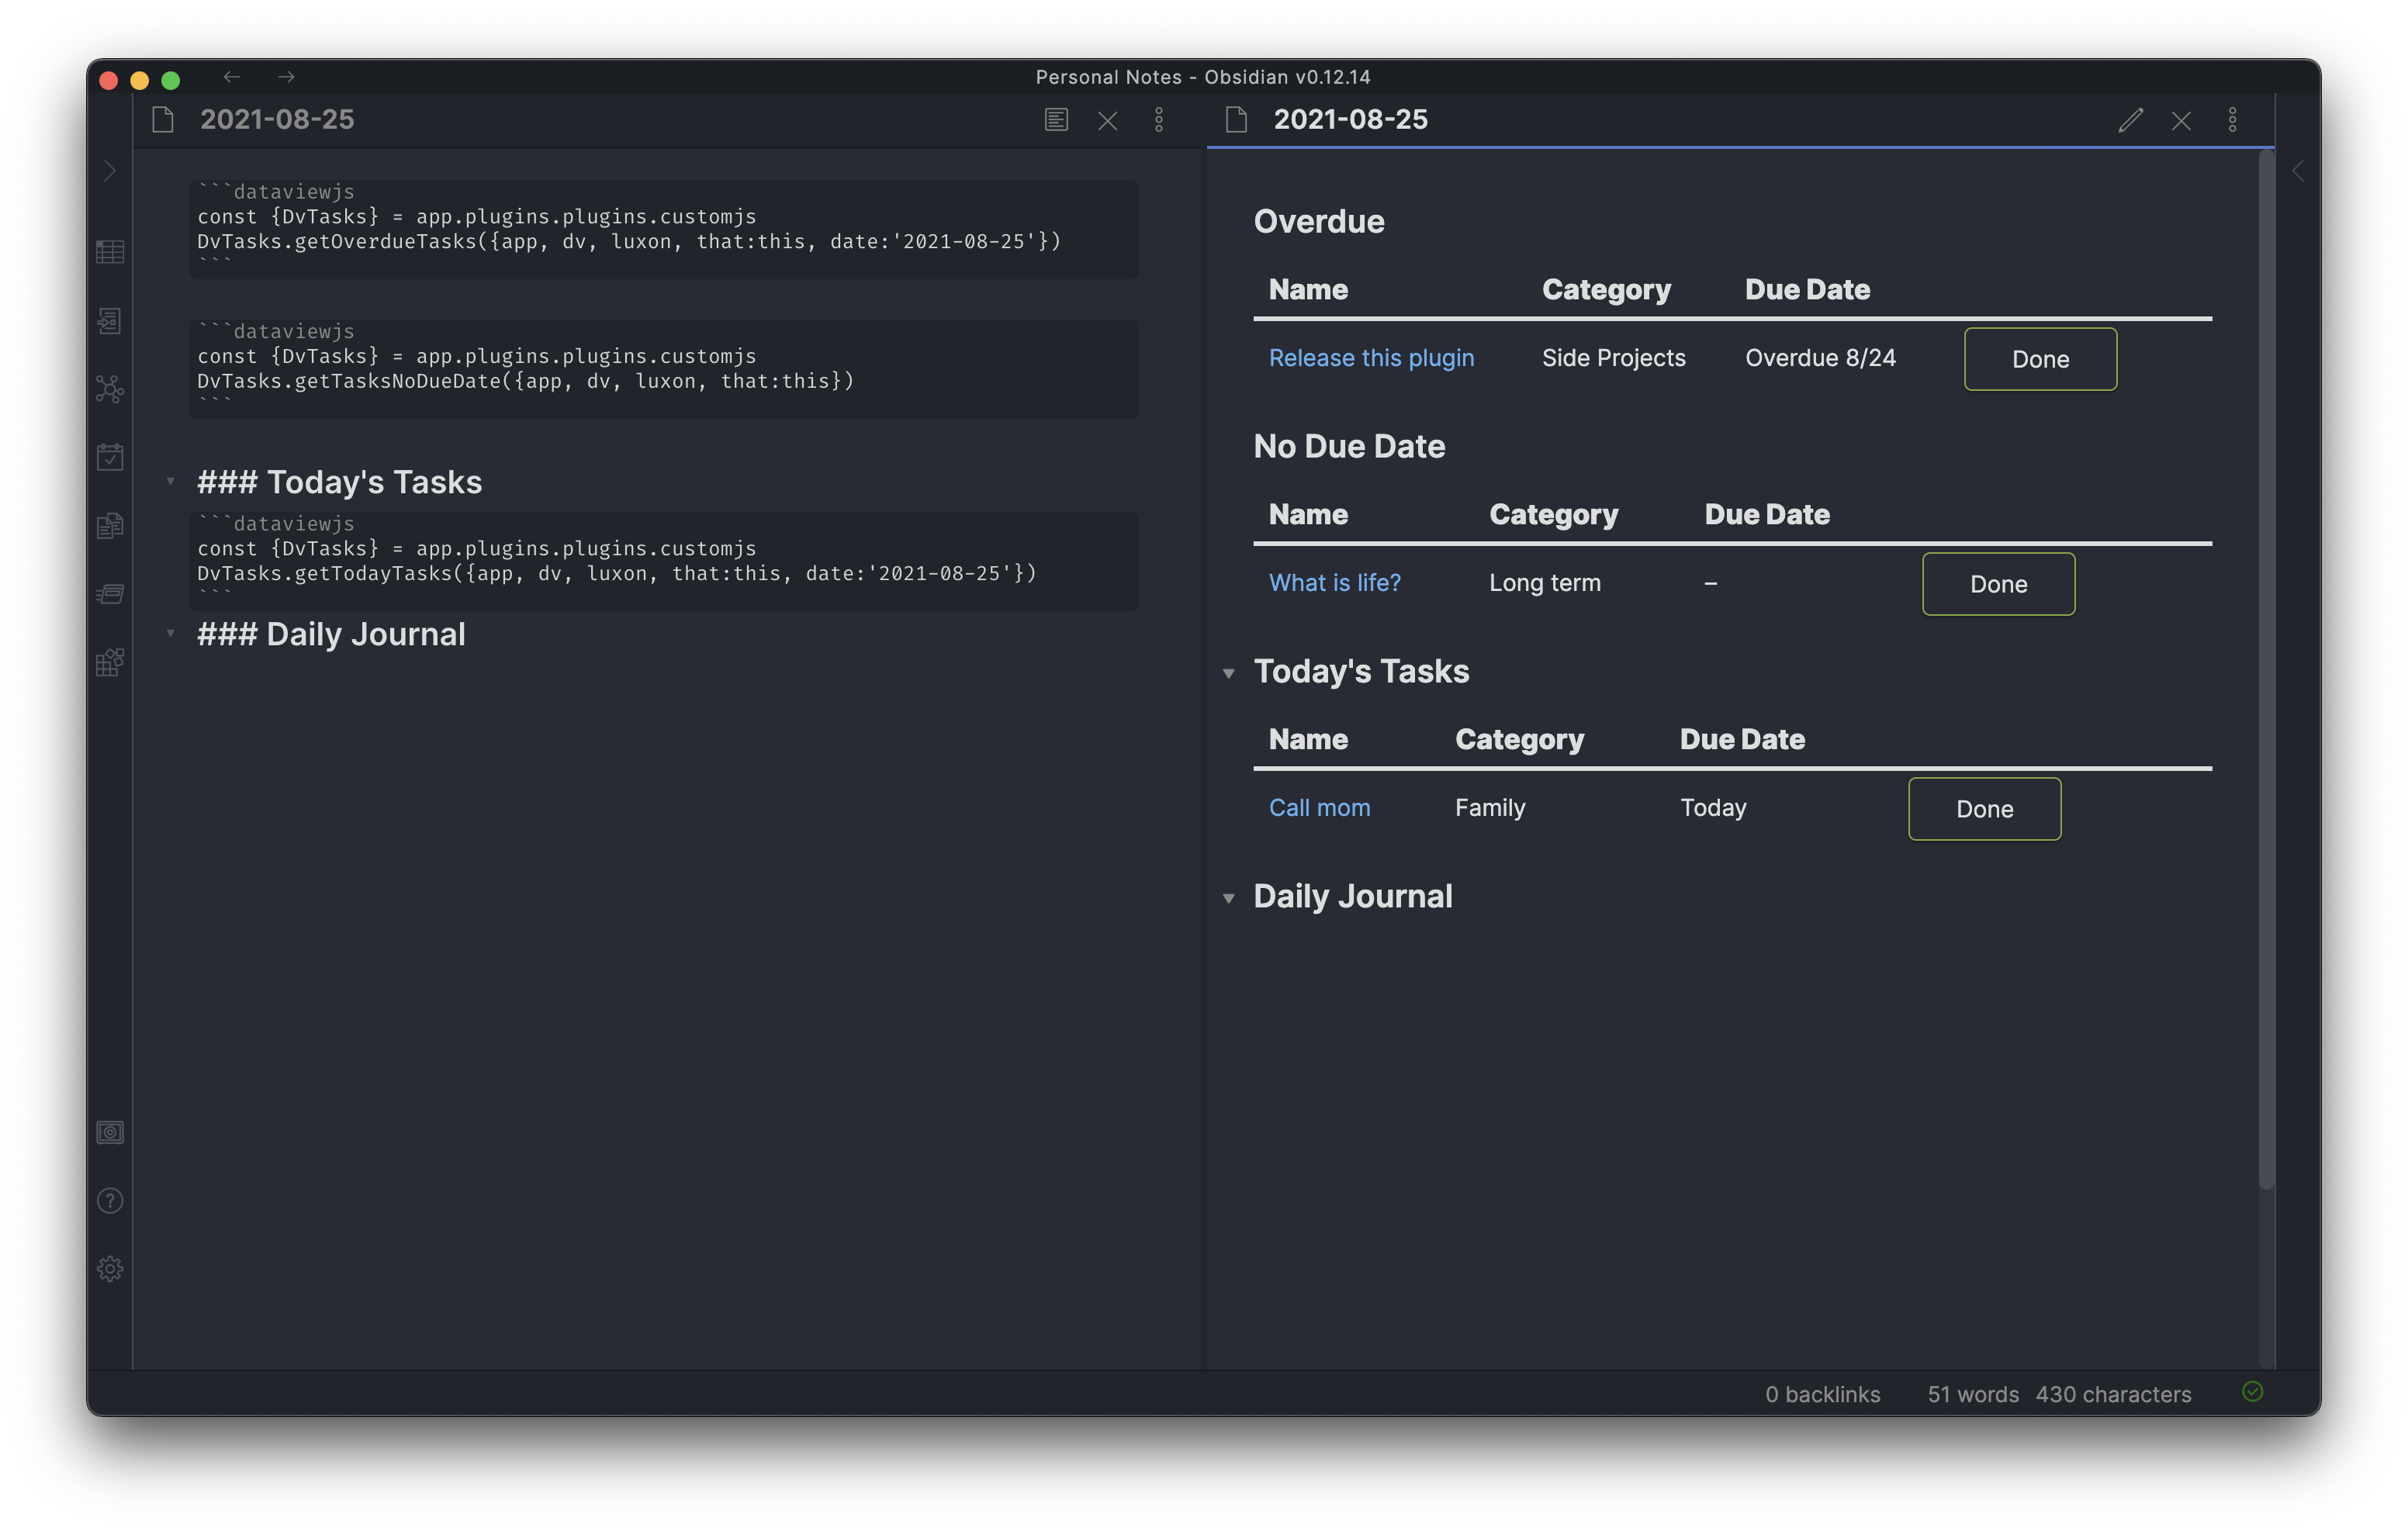 Personal Notes - Obsidian v0.12.14
2021-08-25
```dataviewjs
const {DvTasks} = app.plugins.plugins.customjs
DvTasks.getOverdueTasks({app, dv, luxon, that:this, date:'2021-08-25'})
```
```dataviewjs
const {DvTasks} = app.plugins.plugins.customjs
DvTasks.getTasksNoDueDate({app, dv, luxon, that:this})
```
### Today's Tasks
```dataviewjs
const {DvTasks} = app.plugins.plugins.customjs
DvTasks.getTodayTasks({app, dv, luxon, that:this, date:'2021-08-25'})
```
### Daily Journal
2021-08-25
Overdue
Name Category Due Date
Release this plugin Side Projects Overdue 8/24 Done
No Due Date
Name Category Due Date
What is life? Long term – Done
Today's Tasks
Name Category Due Date
Call mom Family Today Done
Daily Journal
0 backlinks 51 words 430 characters